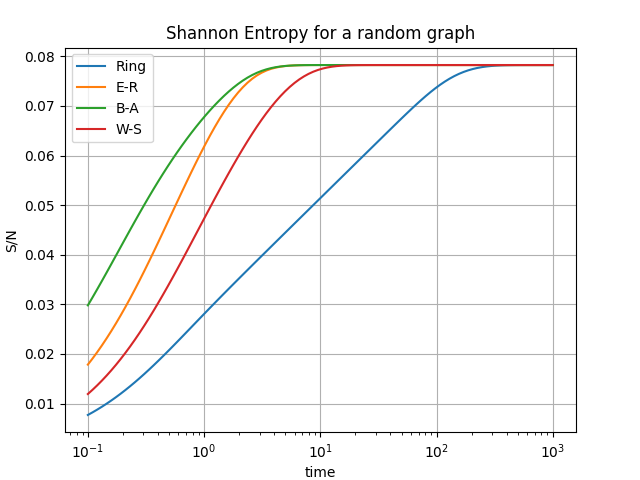 Shannon Entropy for a random graph
S/N
0.08
0.07
0.06
0.05
0.04
0.03
0.02
0.01
Ring
E-R
B-A
W-S
10⁻¹
10⁰
10¹
10²
10³
time